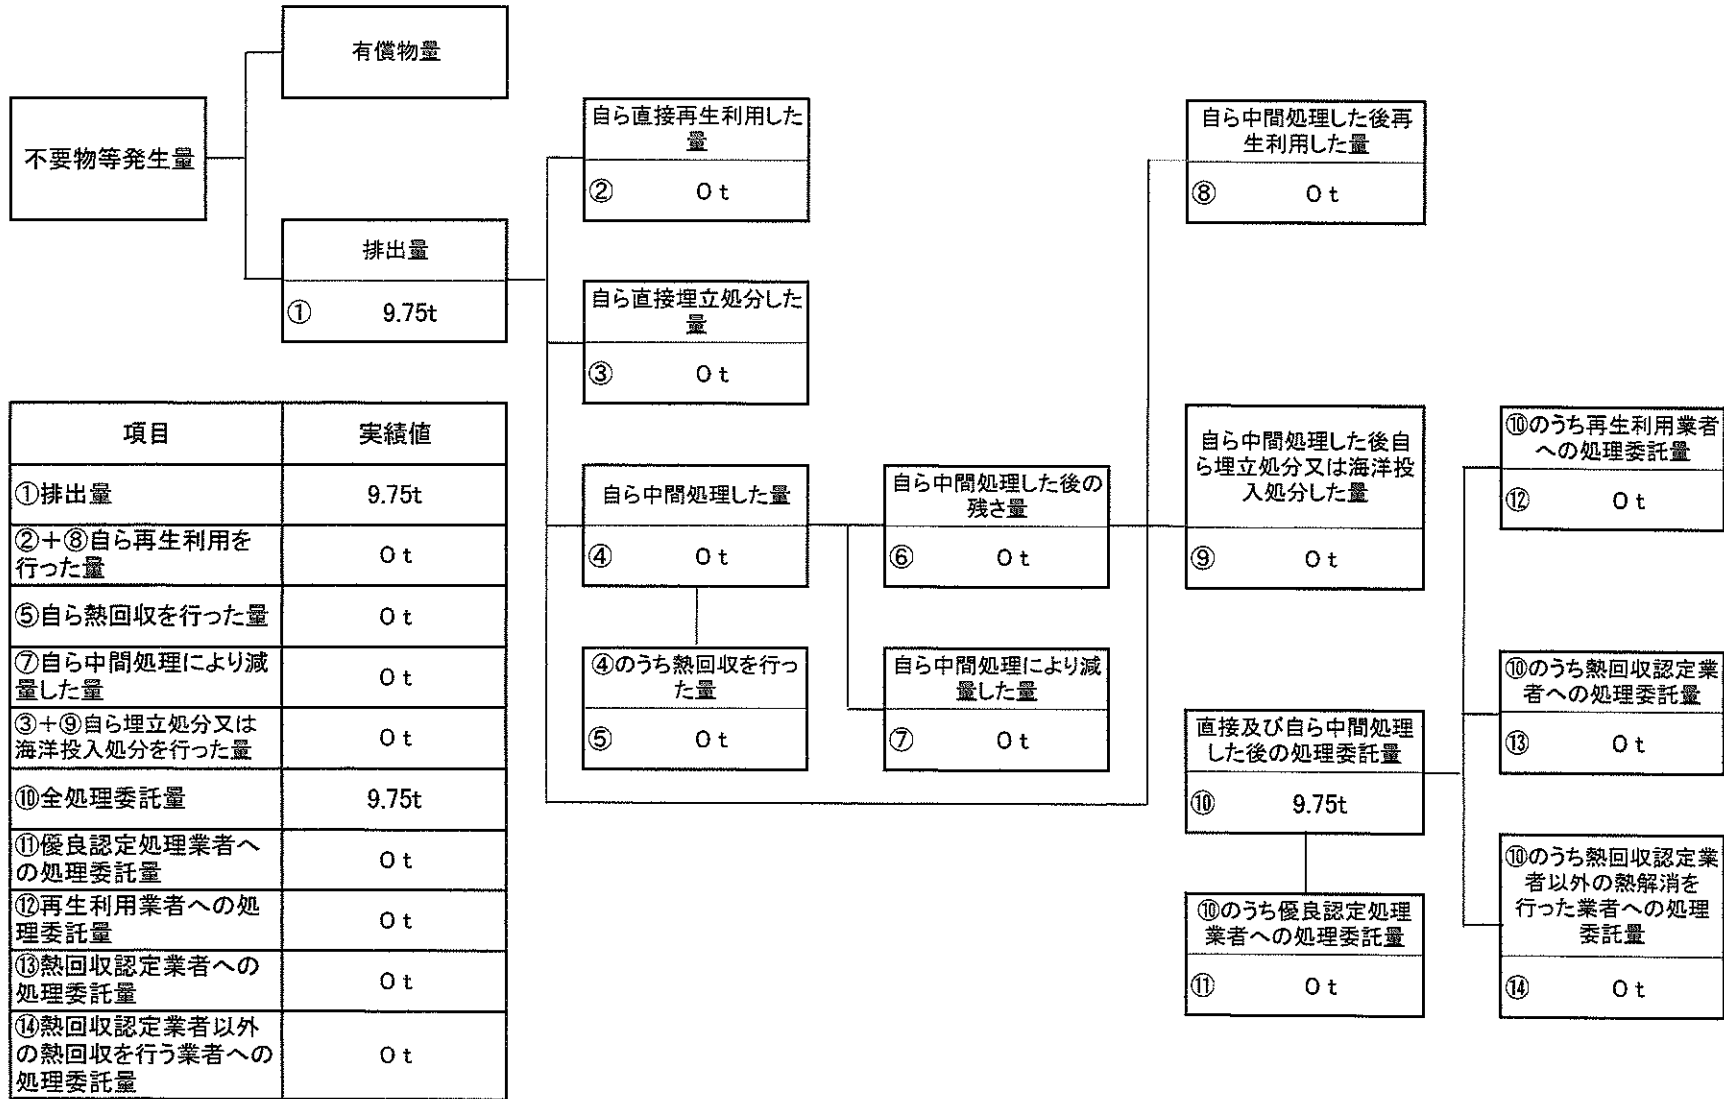 有償物量
不要物等発生量
排出量
① 9.75t
自ら直接再生利用した
量
② 0 t
自ら直接埋立処分した
量
③ 0 t
自ら中間処理した量
④ 0 t
④のうち熱回収を行っ
た量
⑤ 0 t
自ら中間処理した後の
残さ量
⑥ 0 t
自ら中間処理により減
量した量
⑦ 0 t
自ら中間処理した後再
生利用した量
⑧ 0 t
自ら中間処理した後自
ら埋立処分又は海洋投
入処分した量
⑨ 0 t
直接及び自ら中間処理
した後の処理委託量
⑩ 9.75t
⑩のうち優良認定処理
業者への処理委託量
⑪ 0 t
⑩のうち再生利用業者
への処理委託量
⑫ 0 t
⑩のうち熱回収認定業
者への処理委託量
⑬ 0 t
⑩のうち熱回収認定業
者以外の熱解消を
行った業者への処理
委託量
⑭ 0 t
項目 実績値
①排出量 9.75t
②+⑧自ら再生利用を
行った量 0 t
⑤自ら熱回収を行った量 0 t
⑦自ら中間処理により減
量した量 0 t
③+⑨自ら埋立処分又は
海洋投入処分を行った量 0 t
⑩全処理委託量 9.75t
⑪優良認定処理業者へ
の処理委託量 0 t
⑫再生利用業者への処
理委託量 0 t
⑬熱回収認定業者への
処理委託量 0 t
⑭熱回収認定業者以外
の熱回収を行う業者への
処理委託量 0 t